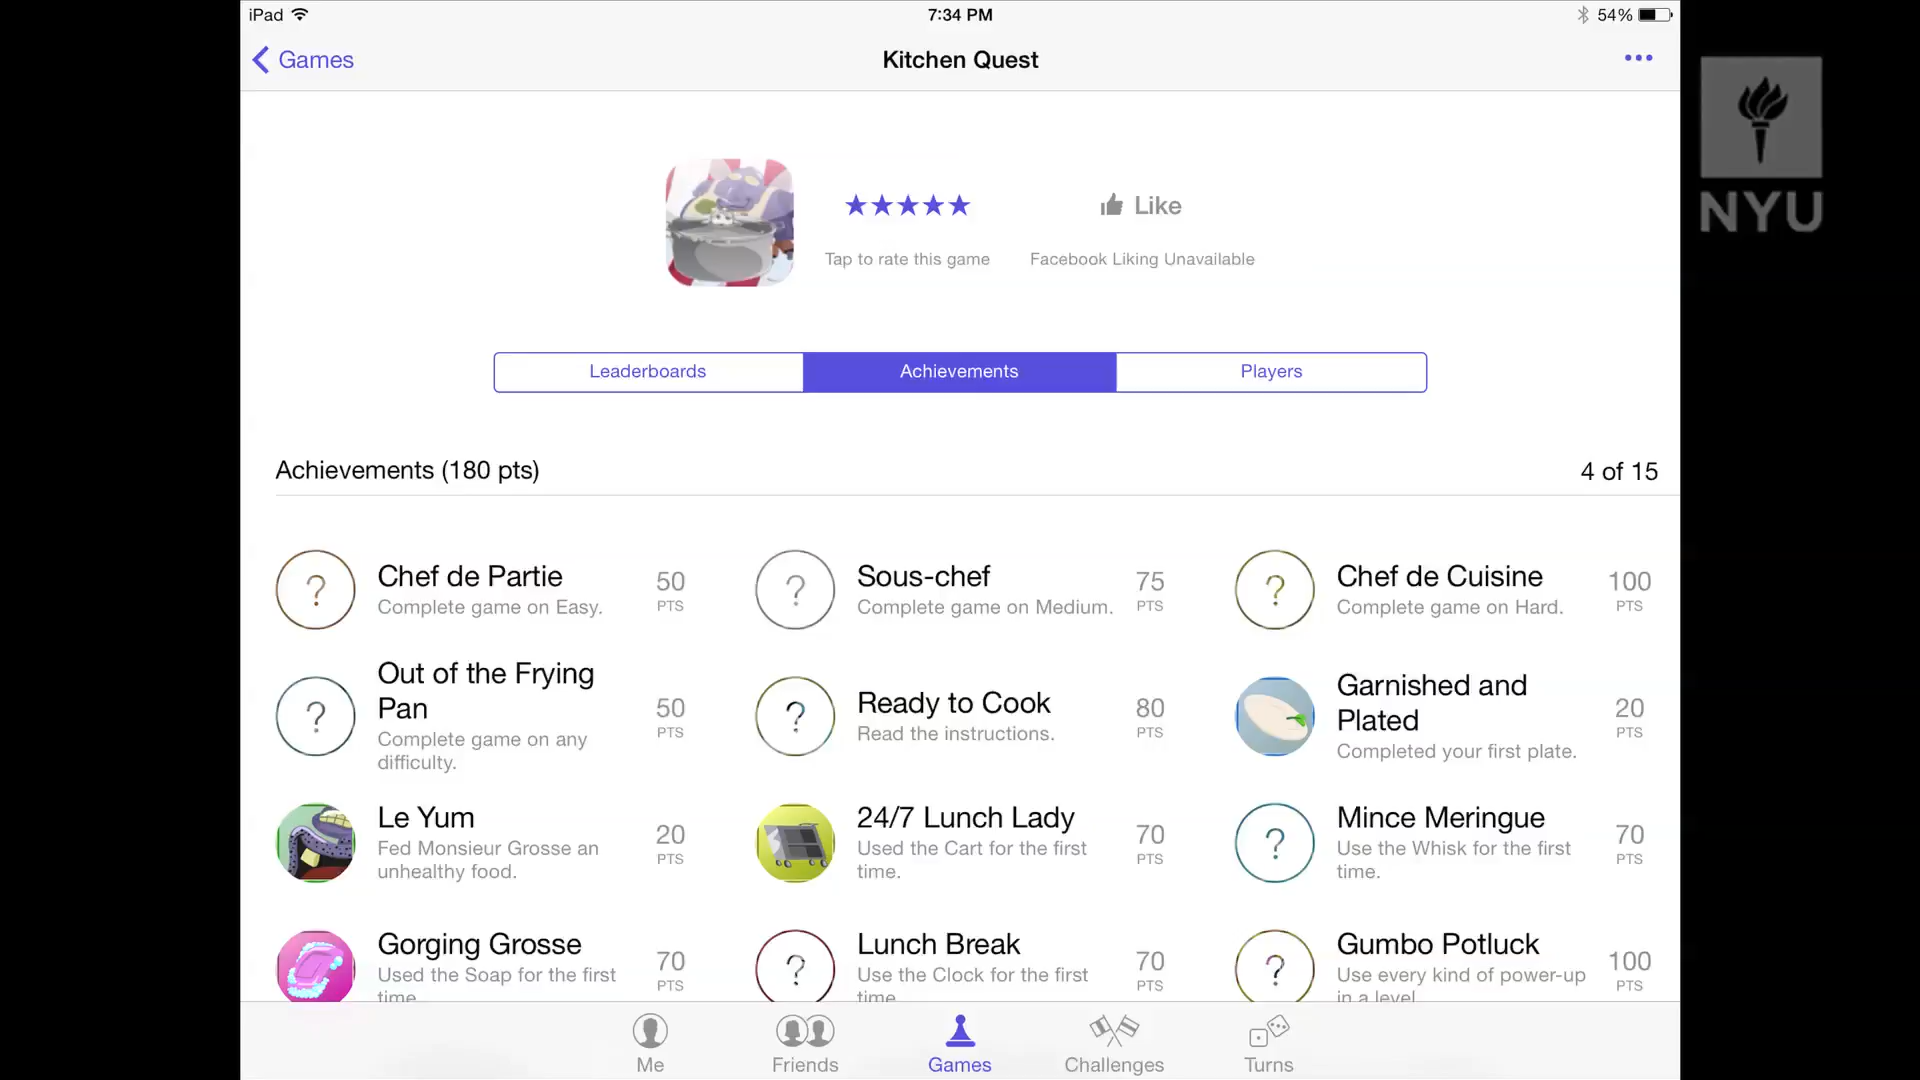 iPad
7:34 PM
54%
Games
Kitchen Quest
NYU
Like
Tap to rate this game
Facebook Liking Unavailable
Leaderboards
Achievements
Players
Achievements (180 pts)
4 of 15
?
Chef de Partie
Complete game on Easy.
50
PTS
?
Sous-chef
Complete game on Medium.
75
PTS
?
Chef de Cuisine
Complete game on Hard.
100
PTS
?
Out of the Frying
Pan
Complete game on any
difficulty.
50
PTS
?
Ready to Cook
Read the instructions.
80
PTS
Garnished and
Plated
Completed your first plate.
20
PTS
Le Yum
Fed Monsieur Grosse an
unhealthy food.
20
PTS
24/7 Lunch Lady
Used the Cart for the first
time.
70
PTS
?
Mince Meringue
Use the Whisk for the first
time.
70
PTS
Gorging Grosse
Used the Soap for the first
time.
70
PTS
?
Lunch Break
Use the Clock for the first
time.
70
PTS
?
Gumbo Potluck
Use every kind of power-up
in a level.
100
PTS
Me
Friends
Games
Challenges
Turns